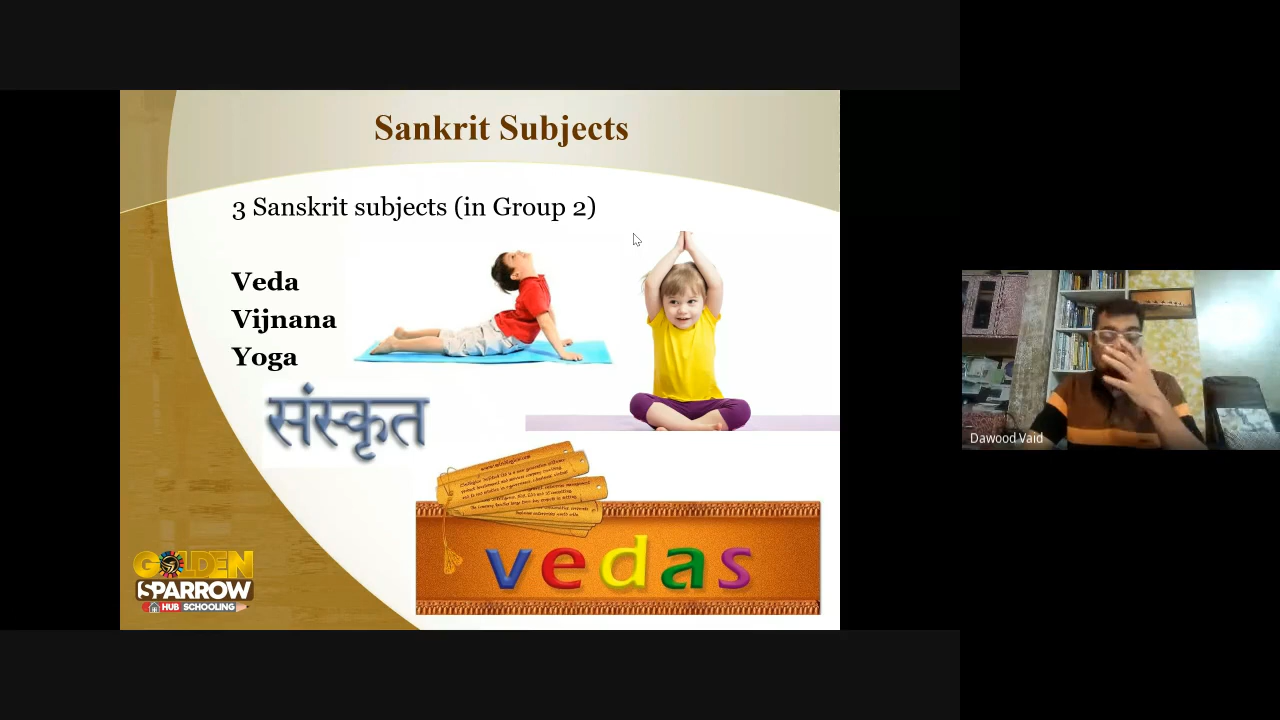 Sankrit Subjects
3 Sanskrit subjects (in Group 2)
Veda
Vijnana
Yoga
संस्कृत
vedas
GOLDEN
SPARROW
HUB SCHOOLING
Dawood Vaid